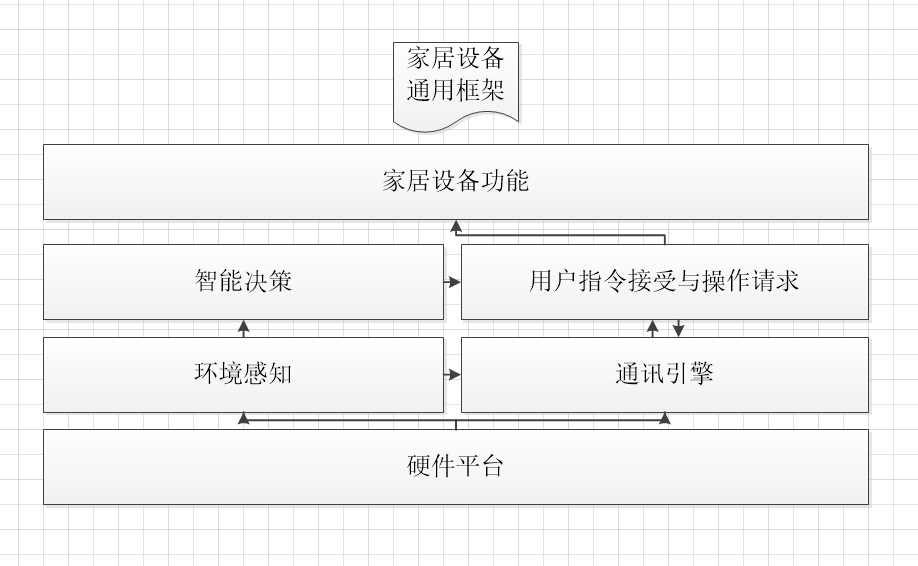 家居设备
通用框架
家居设备功能
智能决策
用户指令接受与操作请求
环境感知
通讯引擎
硬件平台